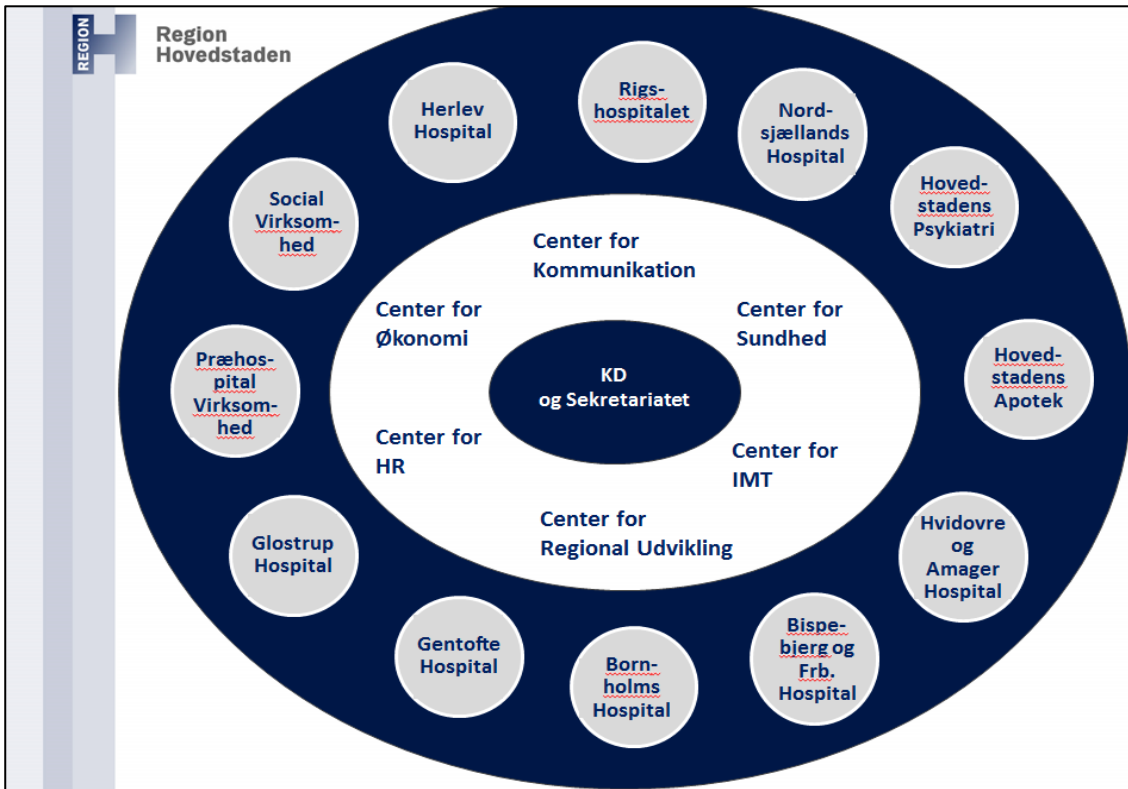 REGION
Region
Hovedstaden
Herlev
Hospital
Rigs-
hospitalet
Nord-
sjællands
Hospital
Hoved-
stadens
Psykiatri
Hoved-
stadens
Apotek
Hvidovre
og
Amager
Hospital
Bispe-
bjerg og
Frb.
Hospital
Born-
holms
Hospital
Gentofte
Hospital
Glostrup
Hospital
Præhos-
pital
Virksom-
hed
Social
Virksom-
hed
Center for
Kommunikation
Center for
Sundhed
Center for
IMT
Center for
Regional Udvikling
Center for
HR
Center for
Økonomi
KD
og Sekretariatet